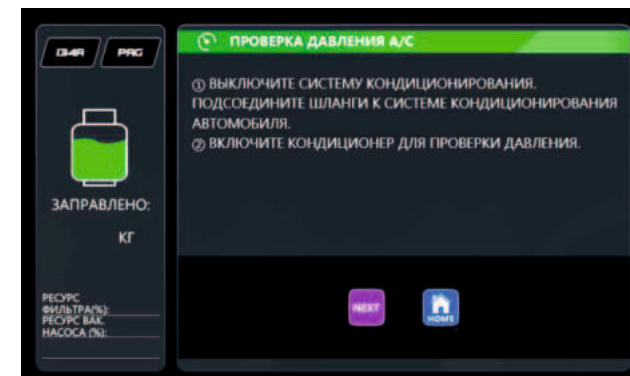 134A PAG
ПРОВЕРКА ДАВЛЕНИЯ A/C
① ВЫКЛЮЧИТЕ СИСТЕМУ КОНДИЦИОНИРОВАНИЯ.
ПОДСОЕДИНИТЕ ШЛАНГИ К СИСТЕМЕ КОНДИЦИОНИРОВАНИЯ
АВТОМОБИЛЯ.
② ВКЛЮЧИТЕ КОНДИЦИОНЕР ДЛЯ ПРОВЕРКИ ДАВЛЕНИЯ.
ЗАПРАВЛЕНО:
КГ
РЕСУРС
ФИЛЬТРА(%):
РЕСУРС ВАК.
НАСОСА (%):
NEXT
HOME